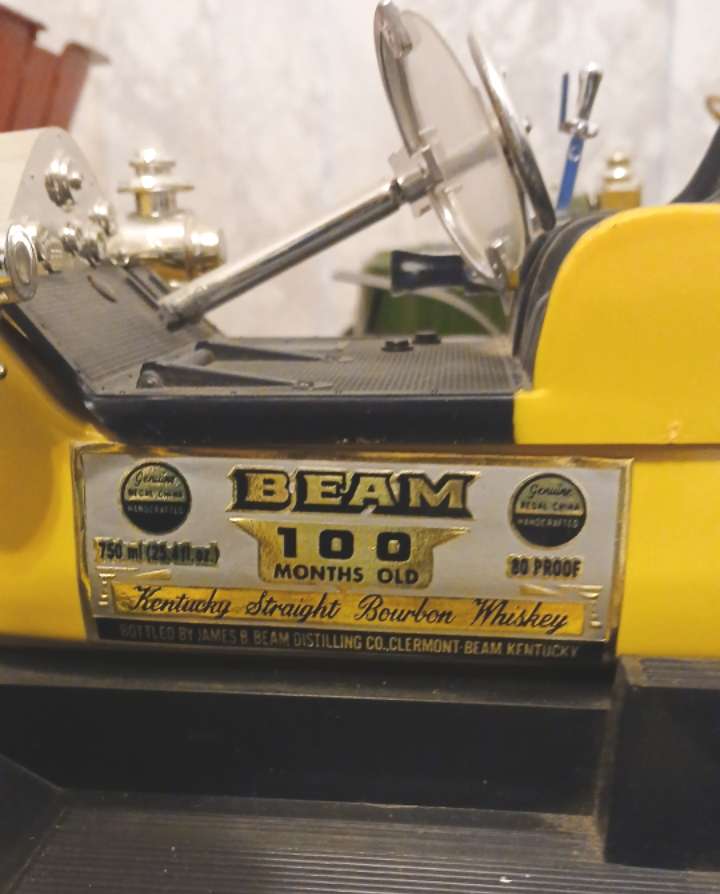 Genuine
REGAL CHINA
HANDCRAFTED
BEAM
Genuine
REGAL CHINA
HANDCRAFTED
100
MONTHS OLD
750 ml (25.4 fl.oz.)
80 PROOF
Kentucky Straight Bourbon Whiskey
BOTTLED BY JAMES B. BEAM DISTILLING CO., CLERMONT-BEAM KENTUCKY